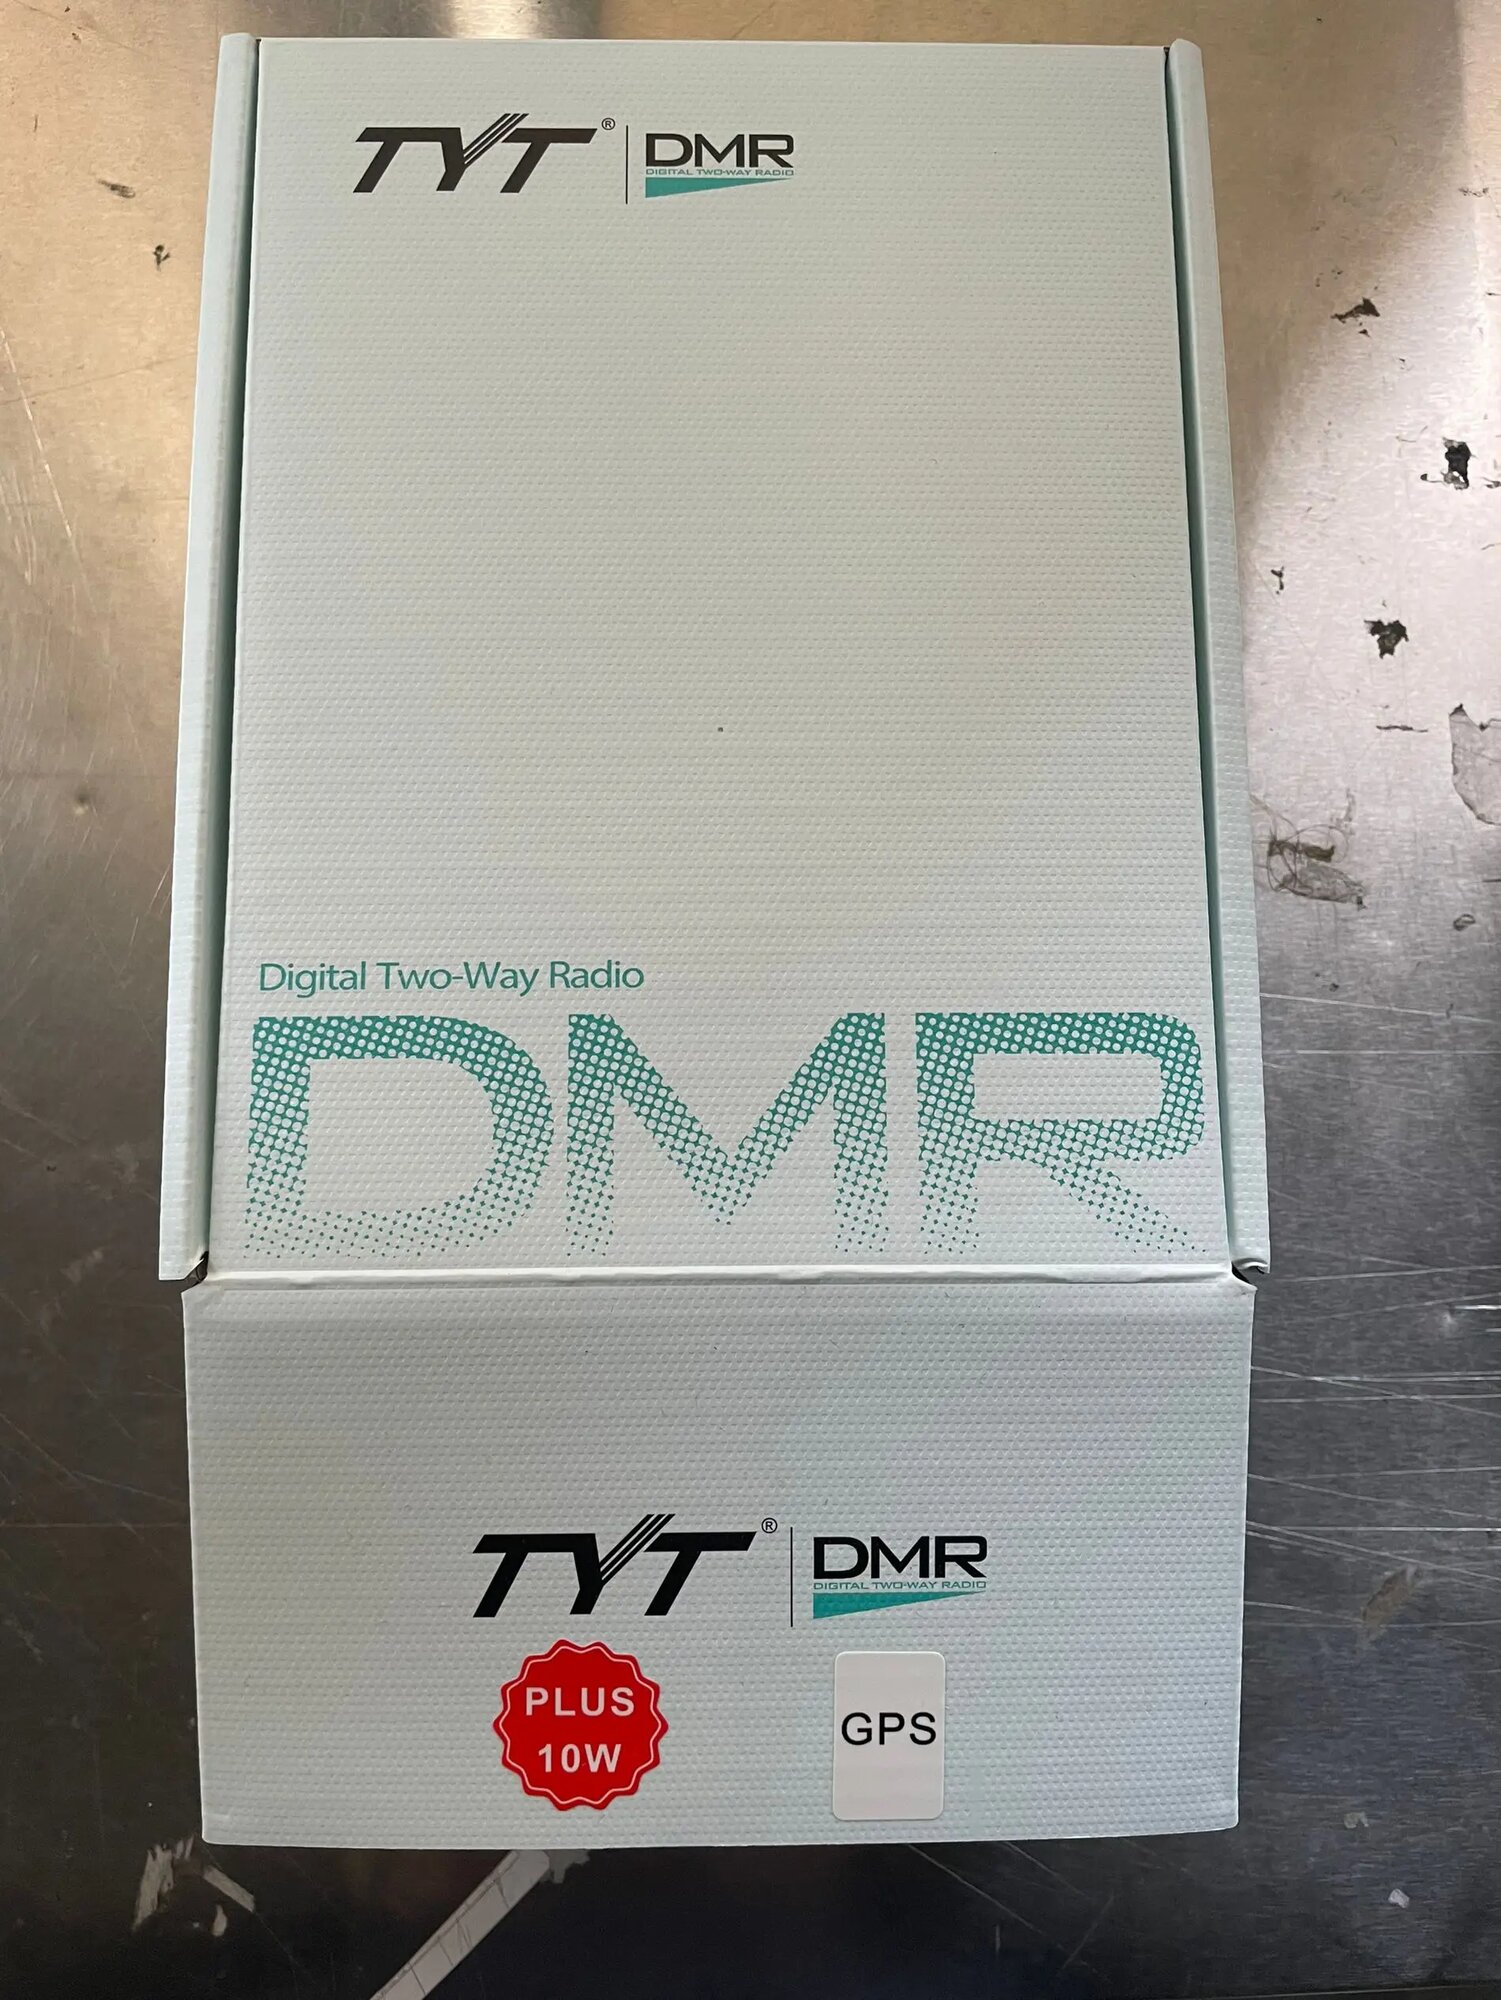 TYT® DMR
DIGITAL TWO-WAY RADIO
Digital Two-Way Radio
DMR
TYT® DMR
DIGITAL TWO-WAY RADIO
PLUS
10W
GPS